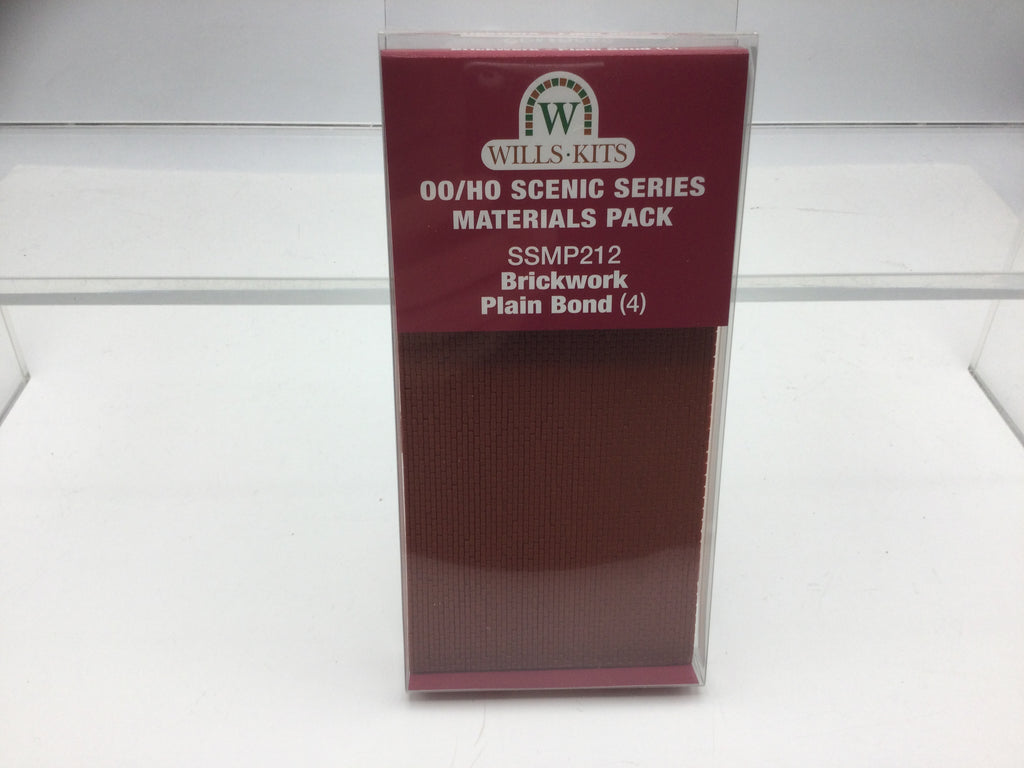 W
WILLS·KITS
OO/HO SCENIC SERIES
MATERIALS PACK
SSMP212
Brickwork
Plain Bond (4)